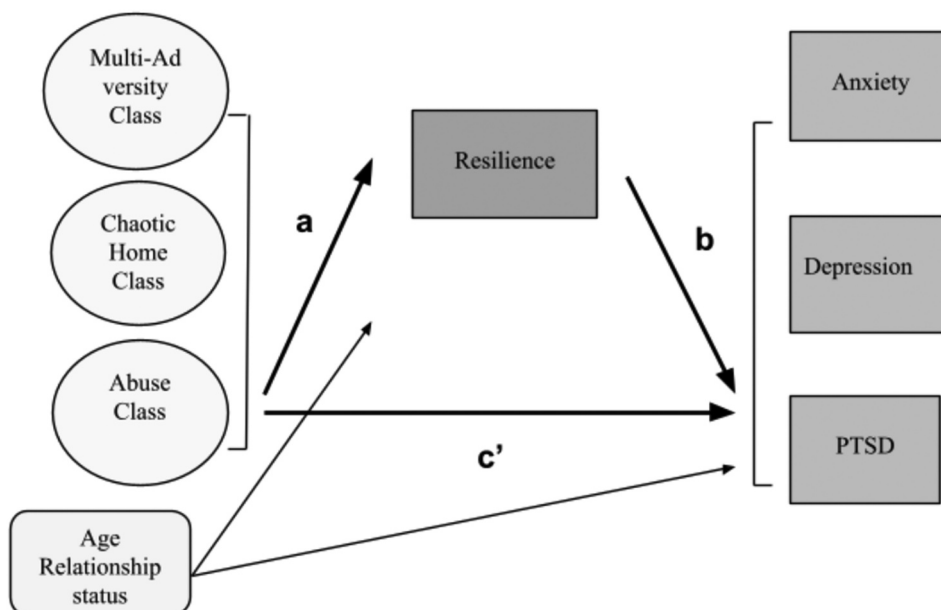 Multi-Ad
versity
Class
Chaotic
Home
Class
Abuse
Class
Age
Relationship
status
a
Resilience
b
c’
Anxiety
Depression
PTSD